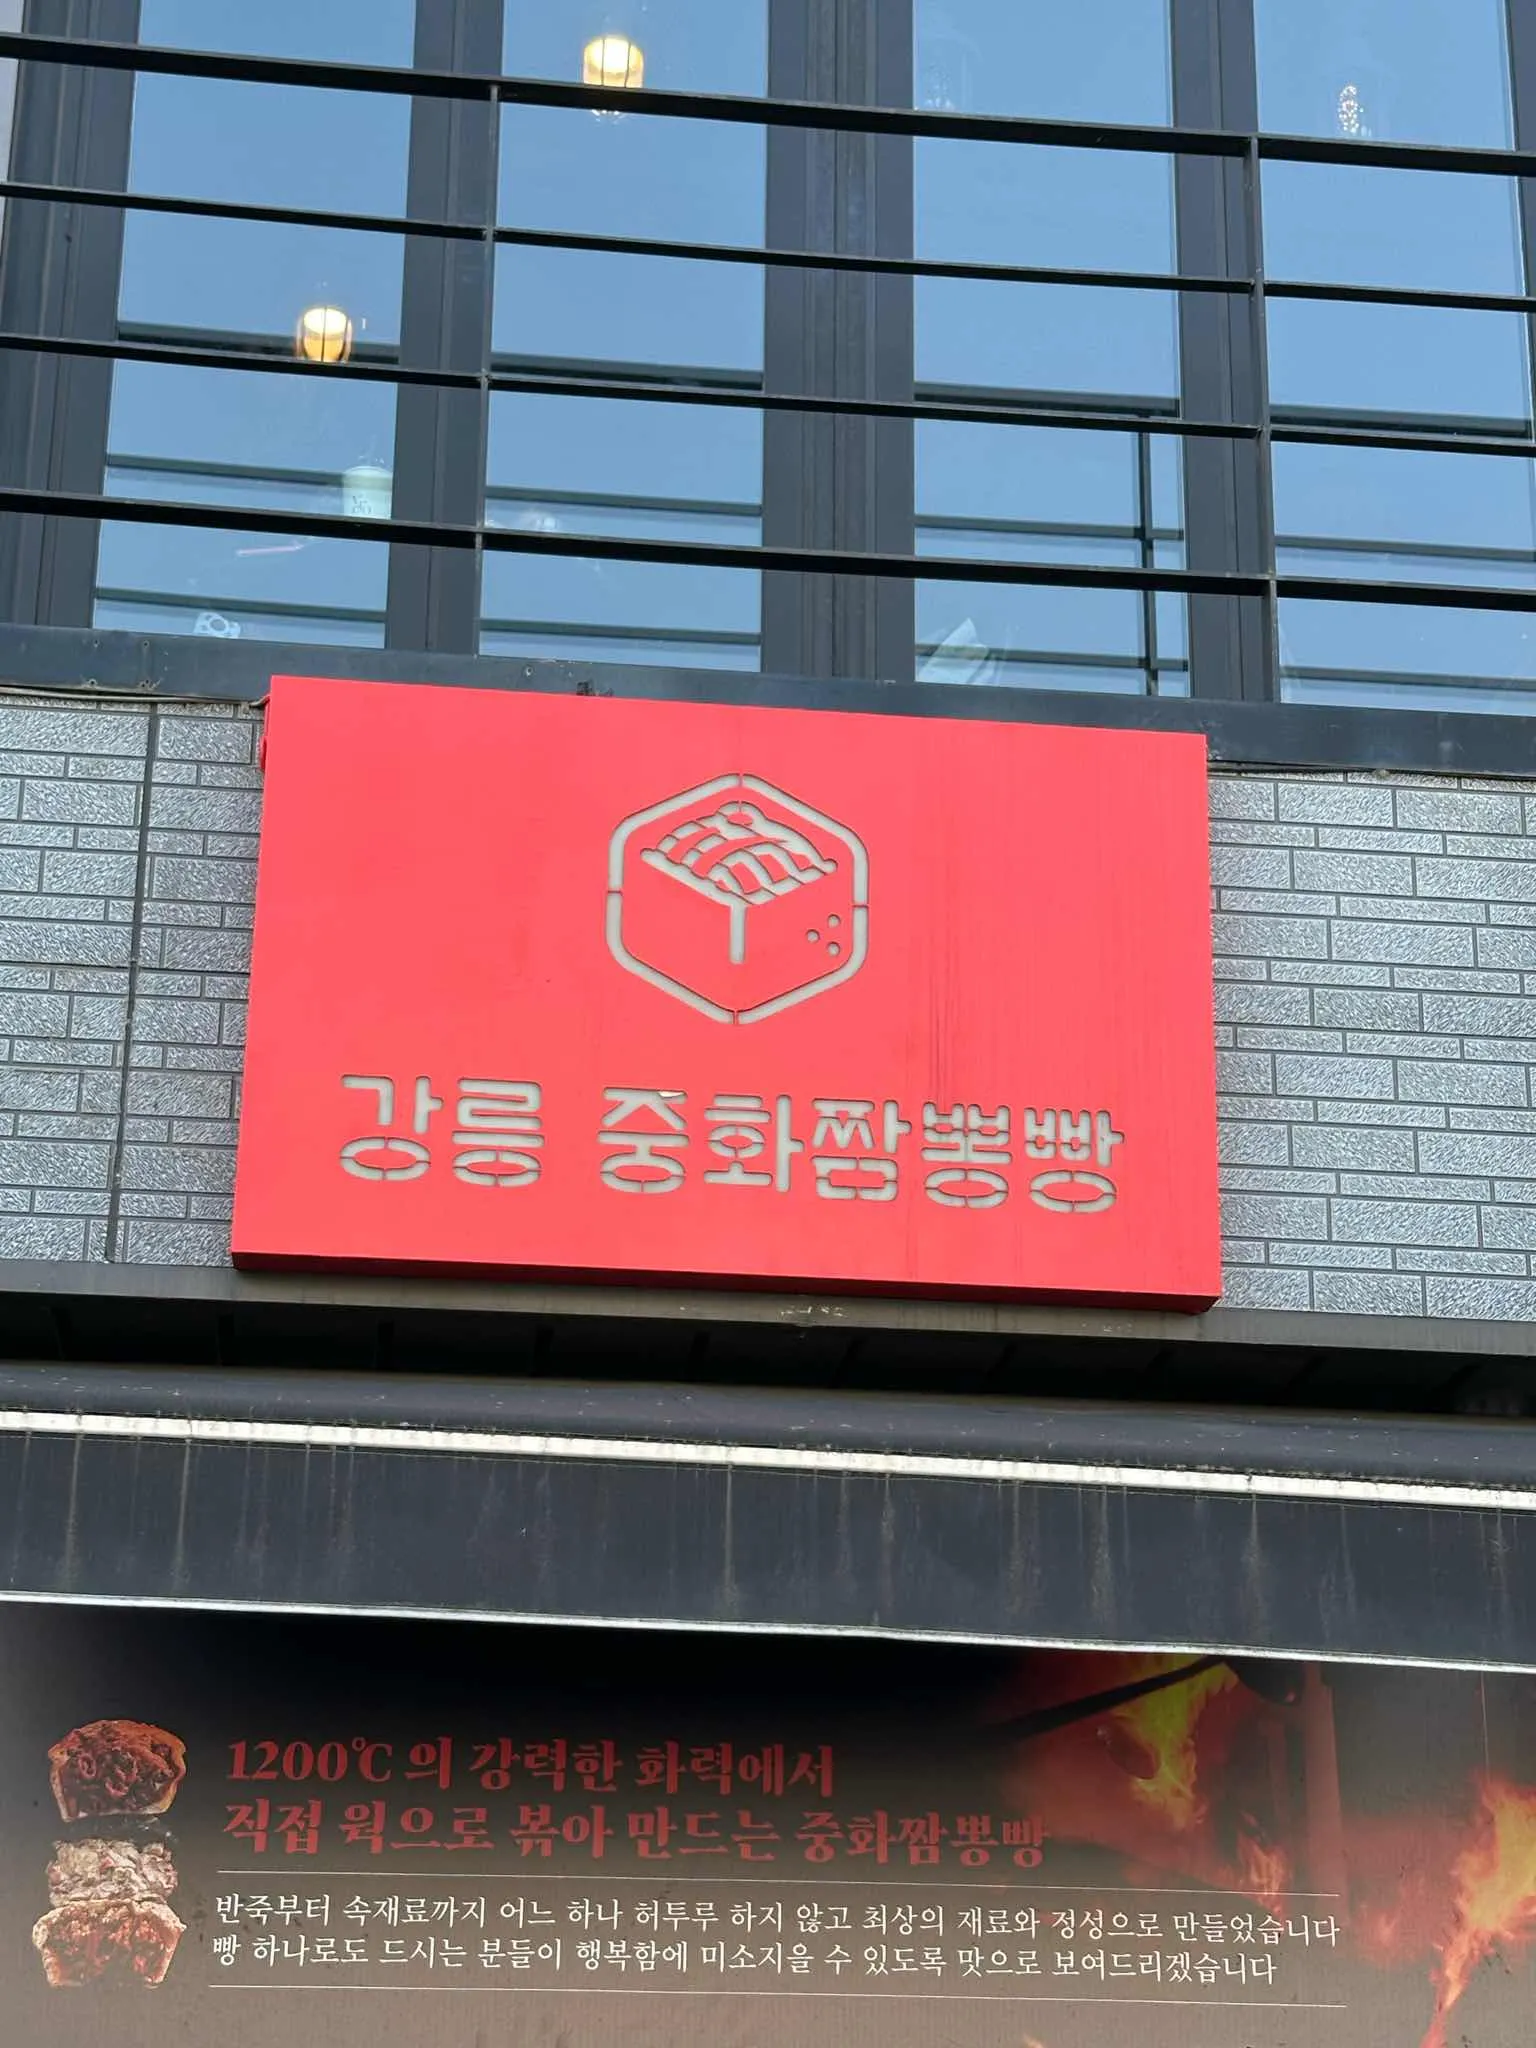 강릉 중화짬뽕빵
1200℃의 강력한 화력에서
직접 웍으로 볶아 만드는 중화짬뽕빵
반죽부터 속재료까지 어느 하나 허투루 하지 않고 최상의 재료와 정성으로 만들었습니다
빵 하나로도 드시는 분들이 행복함에 미소지을 수 있도록 맛으로 보여드리겠습니다